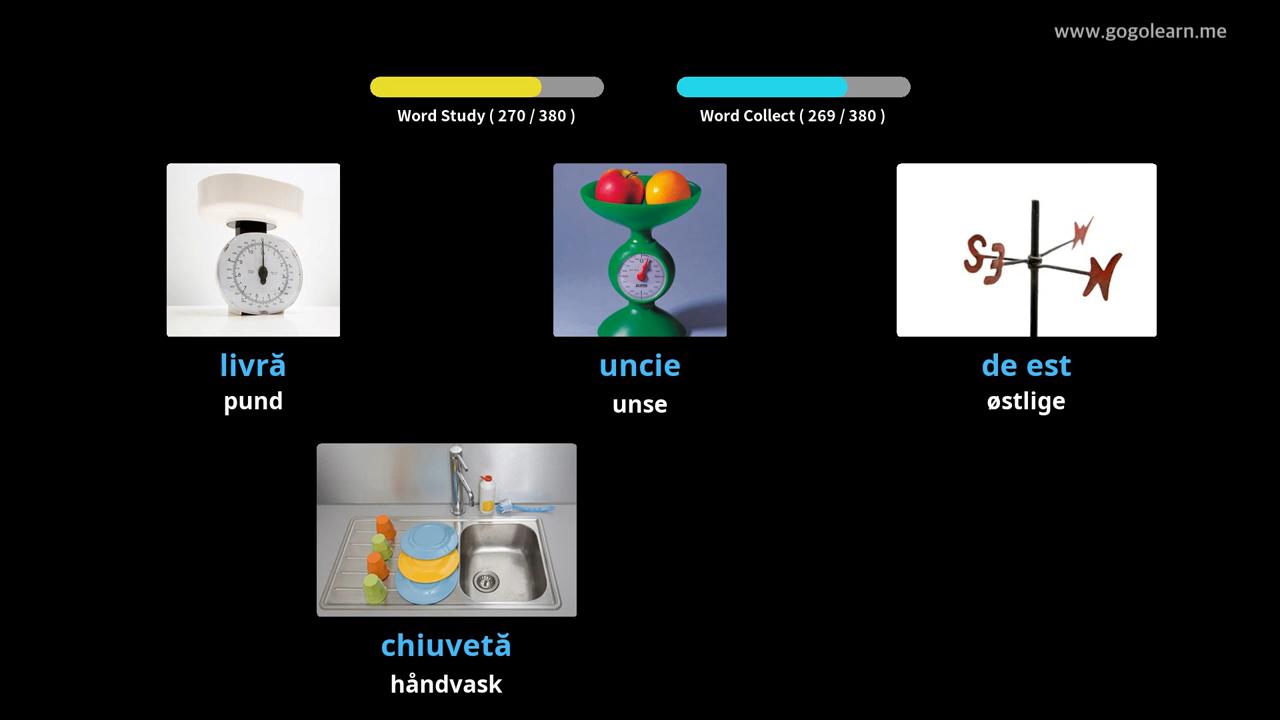 www.gogolearn.me
Word Study ( 270 / 380 )
Word Collect ( 269 / 380 )
S E N W
livră
pund
uncie
unse
de est
østlige
chiuvetă
håndvask